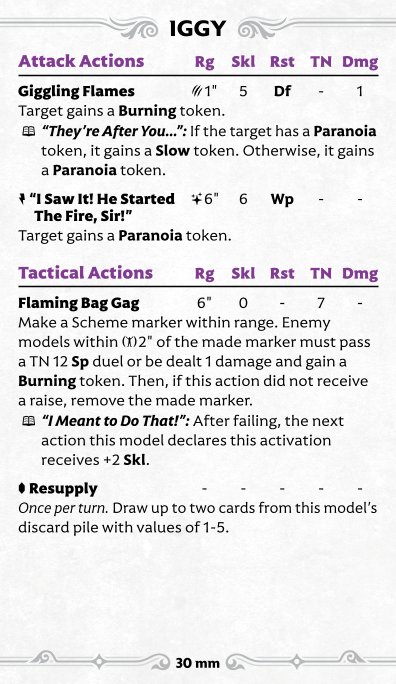 IGGY
Attack Actions Rg Skl Rst TN Dmg
Giggling Flames 1" 5 Df - 1
Target gains a Burning token.
“They’re After You...”: If the target has a Paranoia
token, it gains a Slow token. Otherwise, it gains
a Paranoia token.
“I Saw It! He Started 6" 6 Wp - -
The Fire, Sir!”
Target gains a Paranoia token.
Tactical Actions Rg Skl Rst TN Dmg
Flaming Bag Gag 6" 0 - 7 -
Make a Scheme marker within range. Enemy
models within 2" of the made marker must pass
a TN 12 Sp duel or be dealt 1 damage and gain a
Burning token. Then, if this action did not receive
a raise, remove the made marker.
“I Meant to Do That!”: After failing, the next
action this model declares this activation
receives +2 Skl.
Resupply - - - - -
Once per turn. Draw up to two cards from this model’s
discard pile with values of 1-5.
30 mm